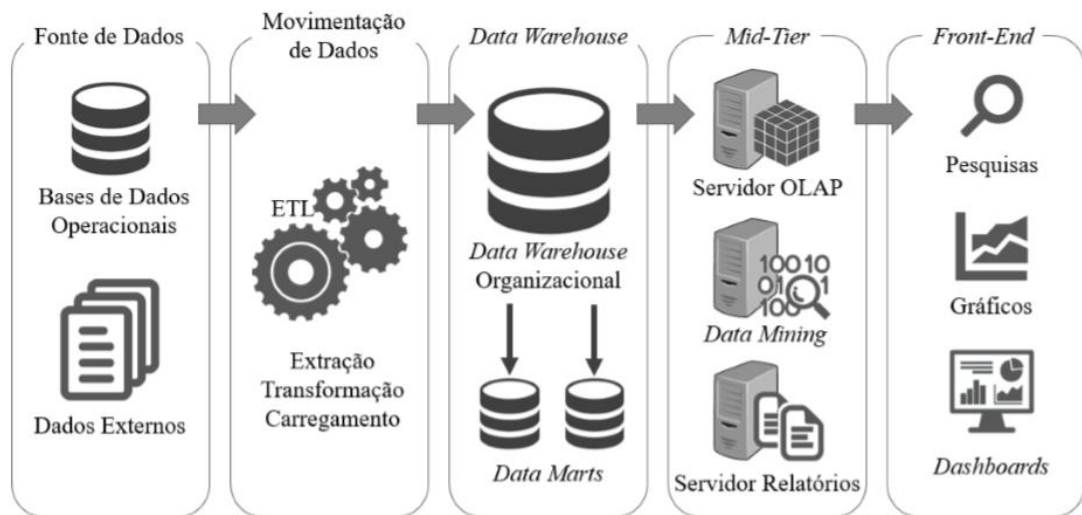 Fonte de Dados
Bases de Dados
Operacionais
Dados Externos
Movimentação
de Dados
ETL
Extração
Transformação
Carregamento
Data Warehouse
Data Warehouse
Organizacional
Data Marts
Mid-Tier
Servidor OLAP
10010
01 1
100
Data Mining
Servidor Relatórios
Front-End
Pesquisas
Gráficos
Dashboards